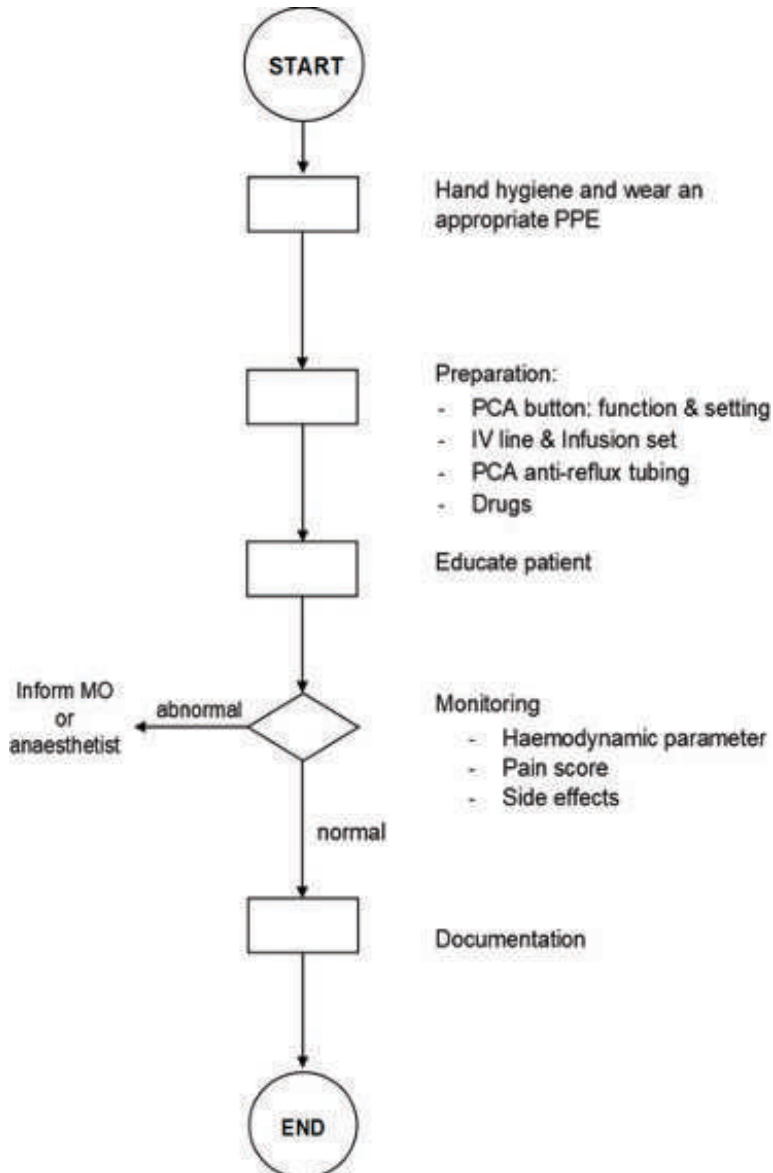 START
Hand hygiene and wear an
appropriate PPE
Preparation:
- PCA button: function & setting
- IV line & Infusion set
- PCA anti-reflux tubing
- Drugs
Educate patient
Inform MO
or
anaesthetist
abnormal
Monitoring
- Haemodynamic parameter
- Pain score
- Side effects
normal
Documentation
END